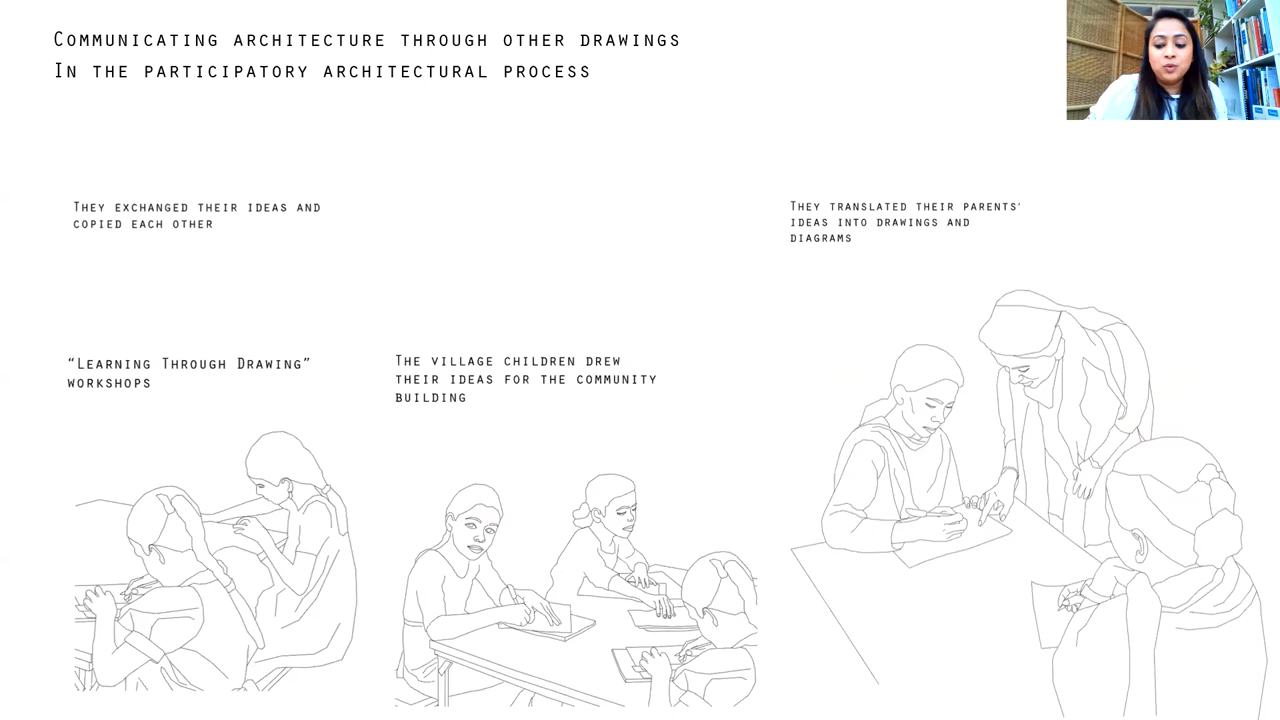 Communicating architecture through other drawings
In the participatory architectural process
They exchanged their ideas and
copied each other
They translated their parents'
ideas into drawings and
diagrams
“Learning Through Drawing”
workshops
The village children drew
their ideas for the community
building